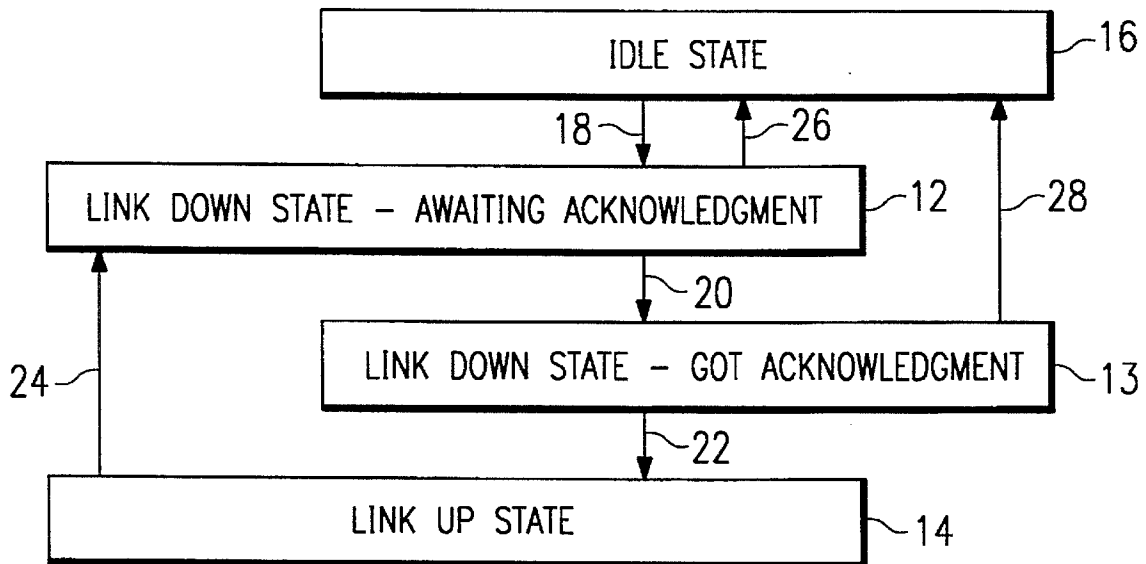 IDLE STATE
16
18
26
LINK DOWN STATE – AWAITING ACKNOWLEDGMENT
12
28
20
LINK DOWN STATE – GOT ACKNOWLEDGMENT
13
24
22
LINK UP STATE
14